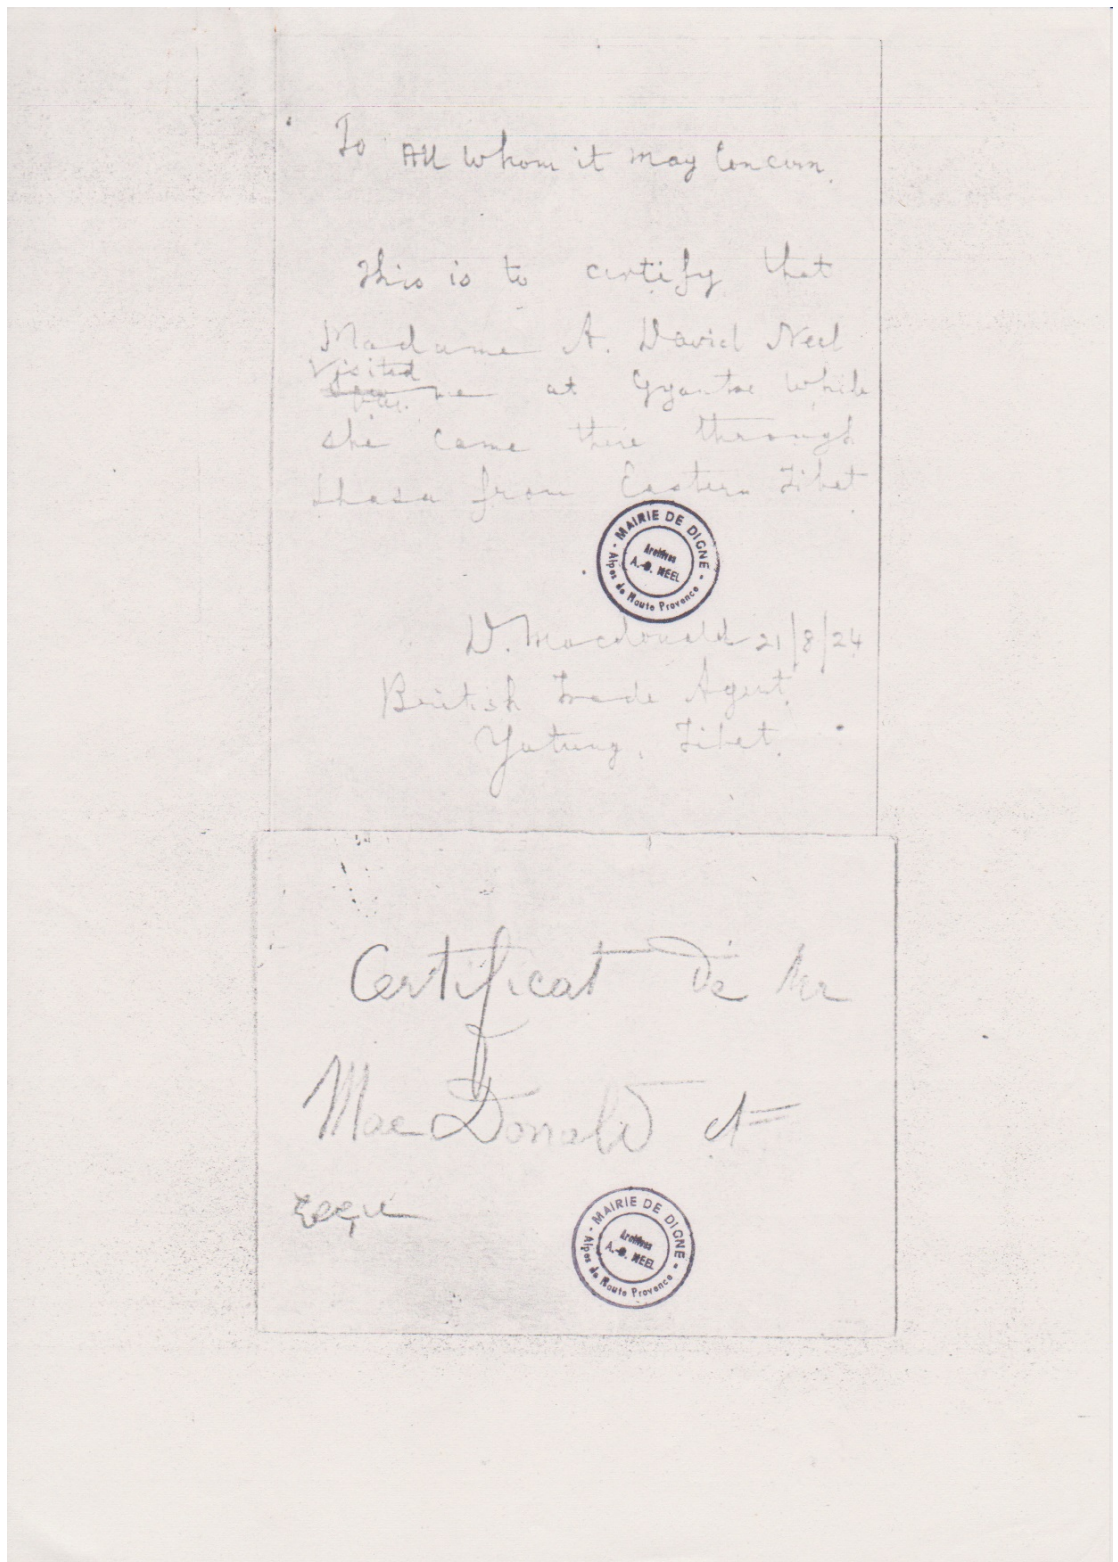 To All whom it may Concern.
This is to certify that
Madame A. David Neel
Visited
me at Gyantse while
she came there through
Lhasa from Eastern Tibet
MAIRIE DE DIGNE
Archives
A.-D. NEEL
Alpes de Haute Provence
D. Macdonald 21/8/24
British Trade Agent.
Yatung, Tibet.
Certificat de Mr
MacDonald
MAIRIE DE DIGNE
Archives
A.-D. NEEL
Alpes de Haute Provence